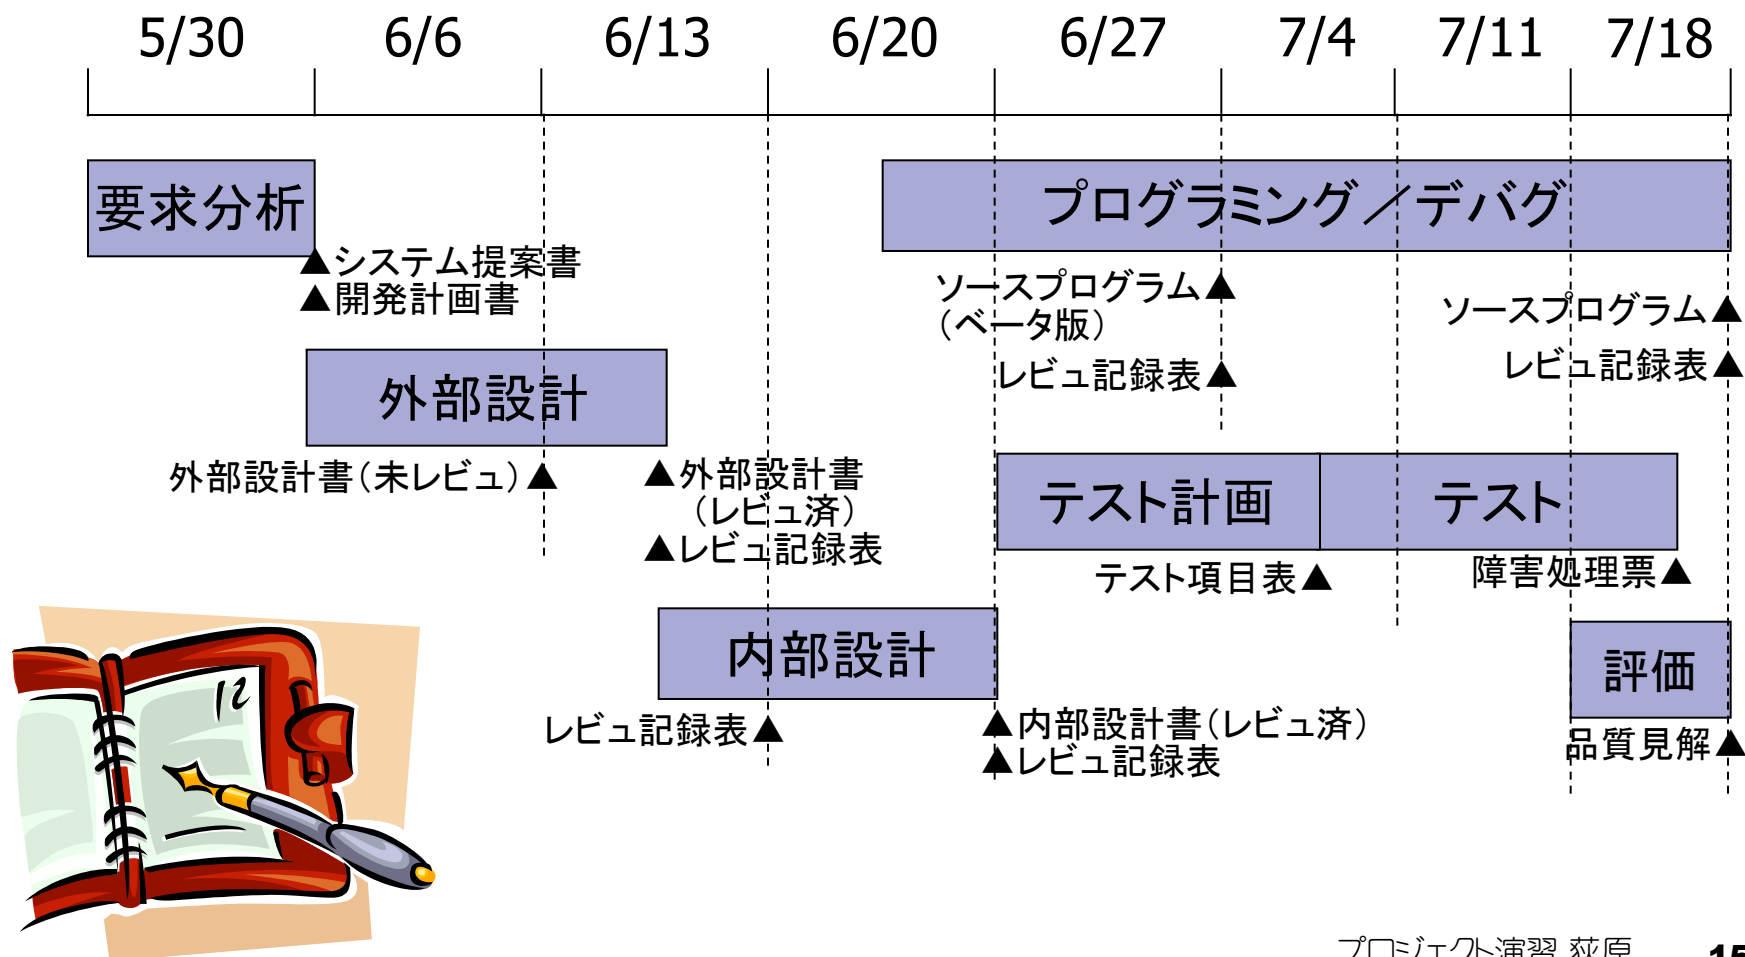 5/30 6/6 6/13 6/20 6/27 7/4 7/11 7/18
要求分析
プログラミング／デバグ
▲システム提案書
▲開発計画書
ソースプログラム▲
（ベータ版）
レビュ記録表▲
ソースプログラム▲
レビュ記録表▲
外部設計
外部設計書（未レビュ）▲
▲外部設計書
（レビュ済）
▲レビュ記録表
テスト計画
テスト
テスト項目表▲
障害処理票▲
内部設計
レビュ記録表▲
▲内部設計書（レビュ済）
▲レビュ記録表
評価
品質見解▲
12
プロジェクト演習 荻原
15